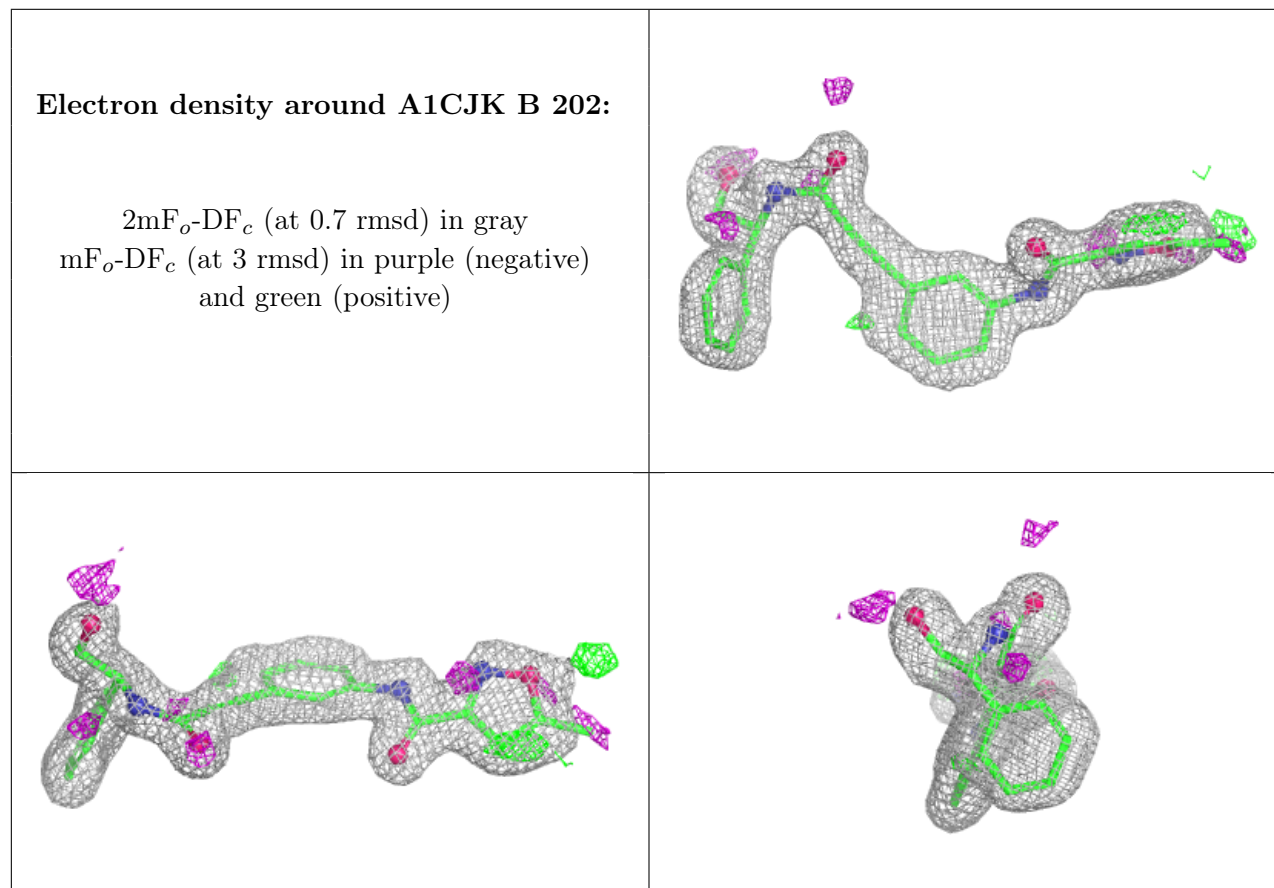 Electron density around A1CJK B 202:
2mFo-DFc (at 0.7 rmsd) in gray
mFo-DFc (at 3 rmsd) in purple (negative)
and green (positive)